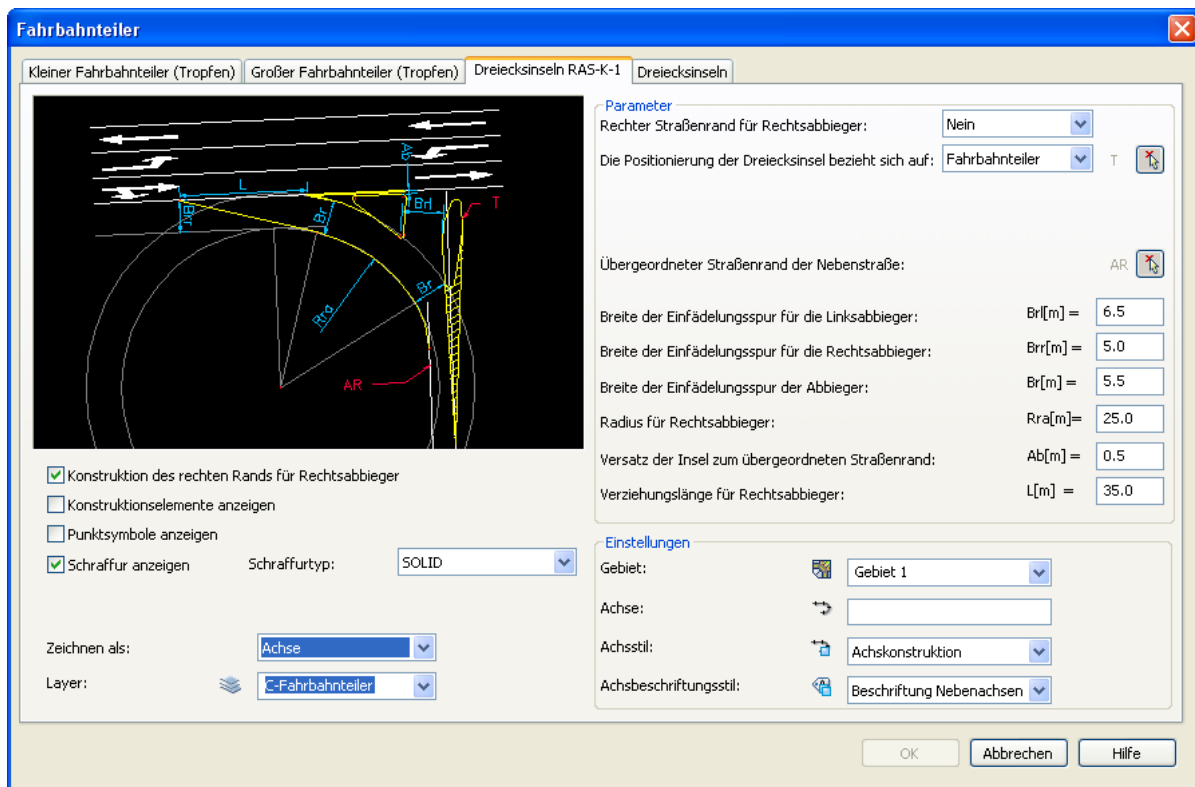 Fahrbahnteiler
Kleiner Fahrbahnteiler (Tropfen) Großer Fahrbahnteiler (Tropfen) Dreiecksinseln RAS-K-1 Dreiecksinseln
Ab
L
Bkr
Br
Bd
T
Br
Rra
AR
Konstruktion des rechten Rands für Rechtsabbieger
Konstruktionselemente anzeigen
Punktsymbole anzeigen
Schraffur anzeigen Schraffurtyp: SOLID
Zeichnen als: Achse
Layer: C-Fahrbahnteiler
Parameter
Rechter Straßenrand für Rechtsabbieger: Nein
Die Positionierung der Dreiecksinsel bezieht sich auf: Fahrbahnteiler T
Übergeordneter Straßenrand der Nebenstraße: AR
Breite der Einfädelungsspur für die Linksabbieger: Brl[m] = 6.5
Breite der Einfädelungsspur für die Rechtsabbieger: Brr[m] = 5.0
Breite der Einfädelungsspur der Abbieger: Br[m] = 5.5
Radius für Rechtsabbieger: Rra[m]= 25.0
Versatz der Insel zum übergeordneten Straßenrand: Ab[m] = 0.5
Verziehungslänge für Rechtsabbieger: L[m] = 35.0
Einstellungen
Gebiet: Gebiet 1
Achse:
Achsstil: Achskonstruktion
Achsbeschriftungsstil: Beschriftung Nebenachsen
OK Abbrechen Hilfe